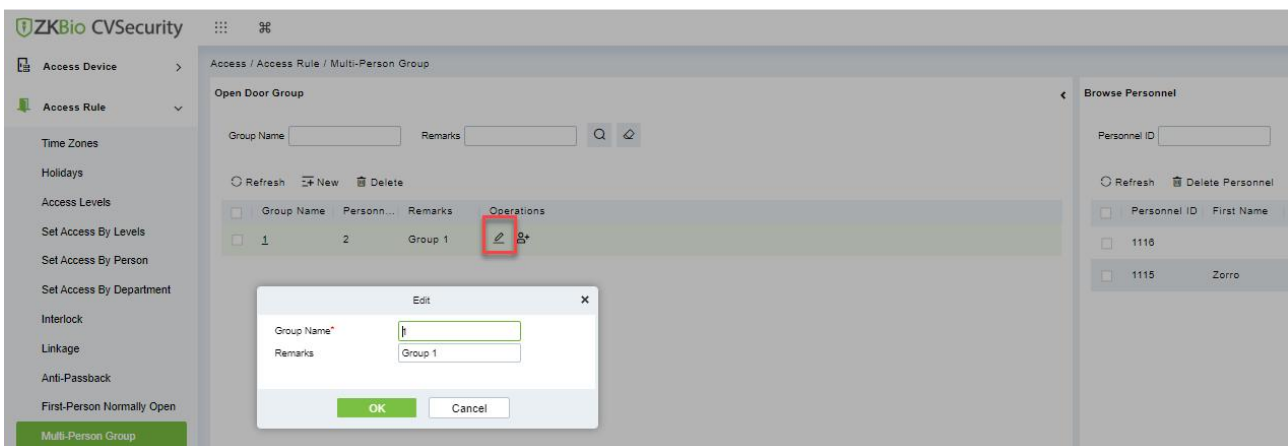 ZKBio CVSecurity
Access Device
Access Rule
Time Zones
Holidays
Access Levels
Set Access By Levels
Set Access By Person
Set Access By Department
Interlock
Linkage
Anti-Passback
First-Person Normally Open
Multi-Person Group
Access / Access Rule / Multi-Person Group
Open Door Group
Group Name Remarks
Refresh New Delete
Group Name Personn... Remarks Operations
1 2 Group 1
Edit
Group Name* 1
Remarks Group 1
OK Cancel
Browse Personnel
Personnel ID
Refresh Delete Personnel
Personnel ID First Name
1116
1115 Zorro